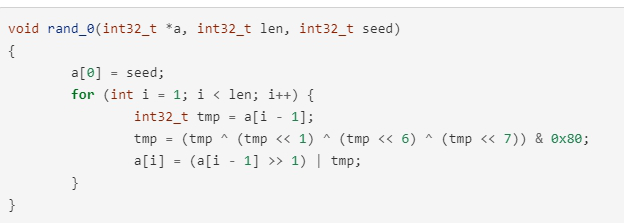 void rand_0(int32_t *a, int32_t len, int32_t seed)
{
        a[0] = seed;
        for (int i = 1; i < len; i++) {
                int32_t tmp = a[i - 1];
                tmp = (tmp ^ (tmp << 1) ^ (tmp << 6) ^ (tmp << 7)) & 0x80;
                a[i] = (a[i - 1] >> 1) | tmp;
        }
}